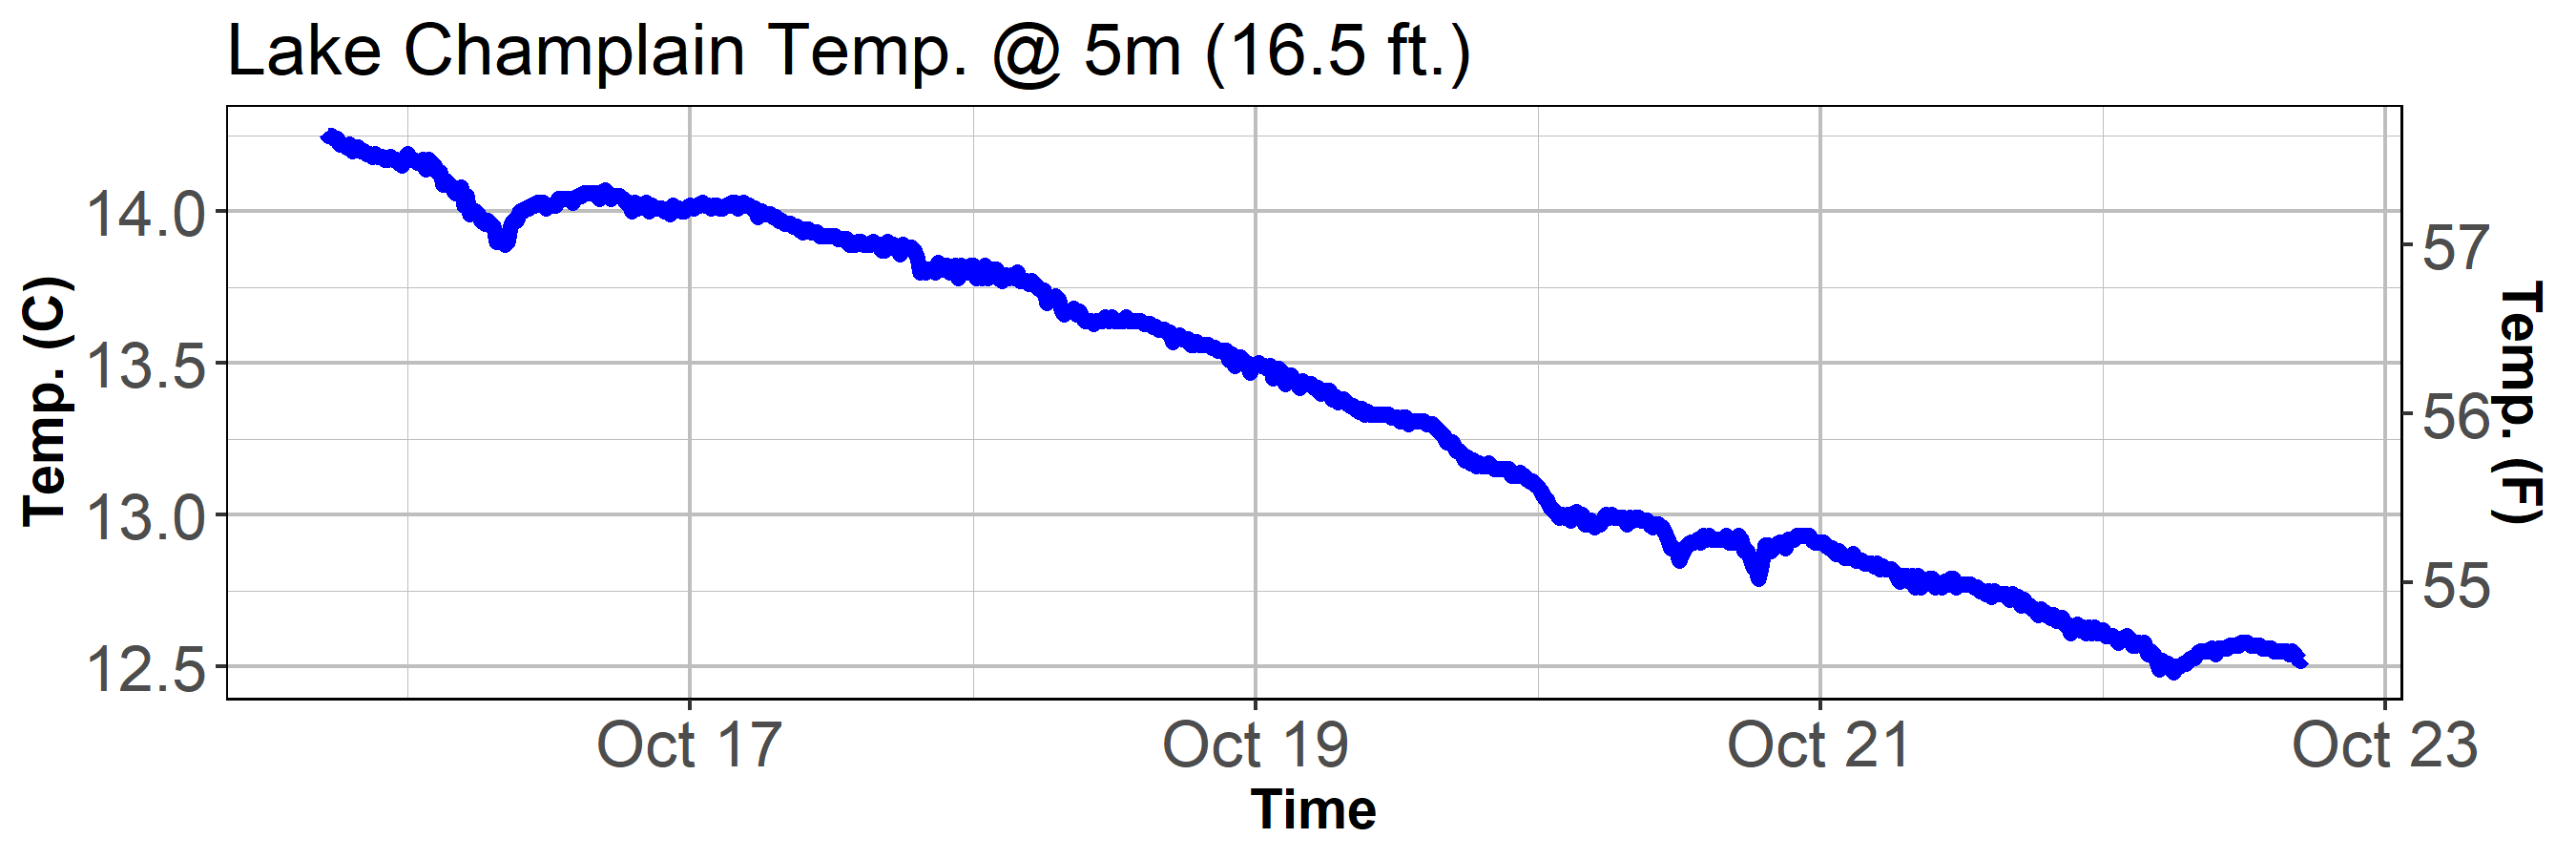 Lake Champlain Temp. @ 5m (16.5 ft.)
Temp. (C)
14.0
13.5
13.0
12.5
57
56
55
Temp. (F)
Oct 17
Oct 19
Oct 21
Oct 23
Time